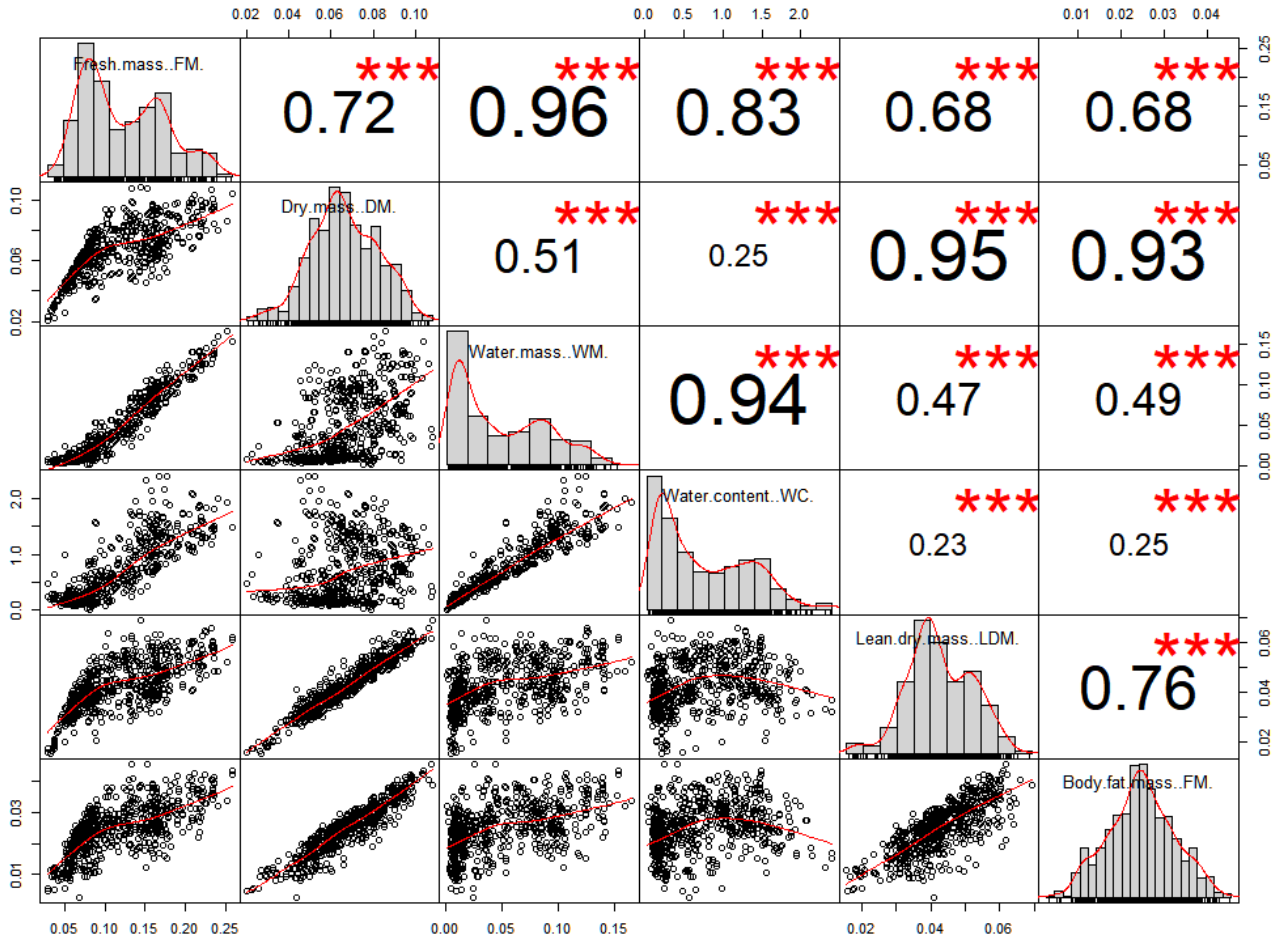 0.02 0.04 0.06 0.08 0.10 0.0 0.5 1.0 1.5 2.0 0.01 0.02 0.03 0.04
Fresh.mass..FM. *** 0.72 *** 0.96 *** 0.83 *** 0.68 *** 0.68 0.05 0.15 0.25
0.02 0.06 0.10 Dry.mass..DM. *** 0.51 *** 0.25 *** 0.95 *** 0.93
Water.mass..WM. *** 0.94 *** 0.47 *** 0.49 0.00 0.05 0.10 0.15
0.0 1.0 2.0 Water.content..WC. *** 0.23 *** 0.25
Lean.dry.mass..LDM. *** 0.76 0.02 0.04 0.06
0.01 0.03 Body.fat.mass..FM.
0.05 0.10 0.15 0.20 0.25 0.00 0.05 0.10 0.15 0.02 0.04 0.06